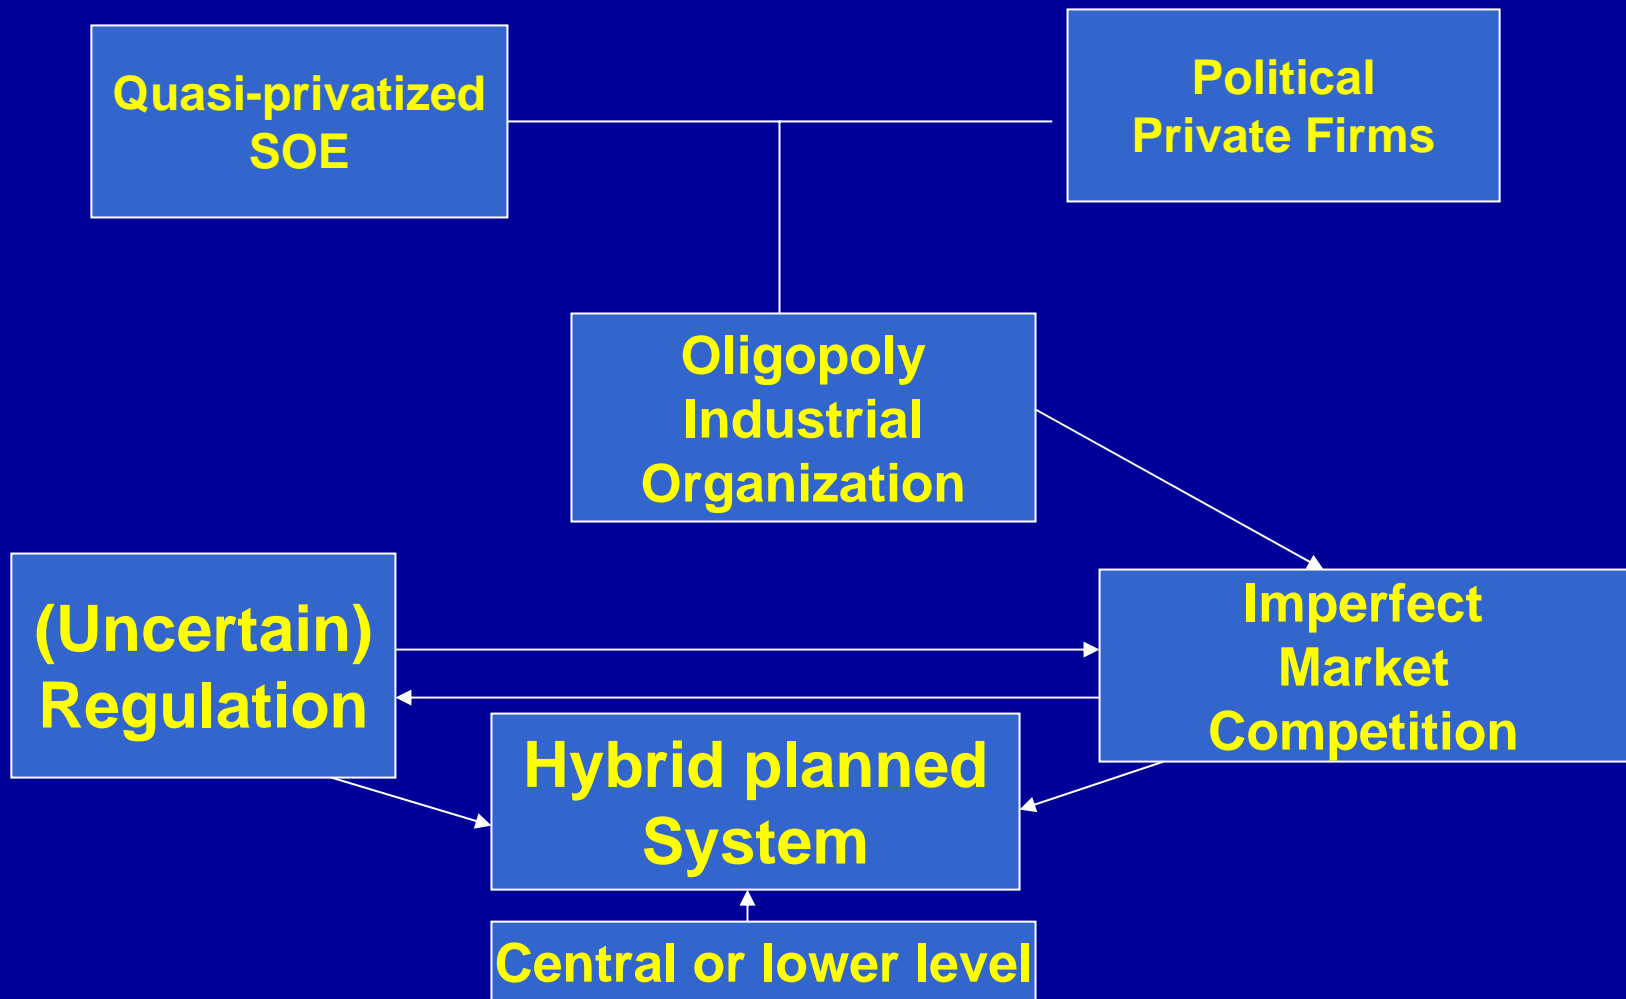 Quasi-privatized
SOE
Political
Private Firms
Oligopoly
Industrial
Organization
(Uncertain)
Regulation
Imperfect
Market
Competition
Hybrid planned
System
Central or lower level